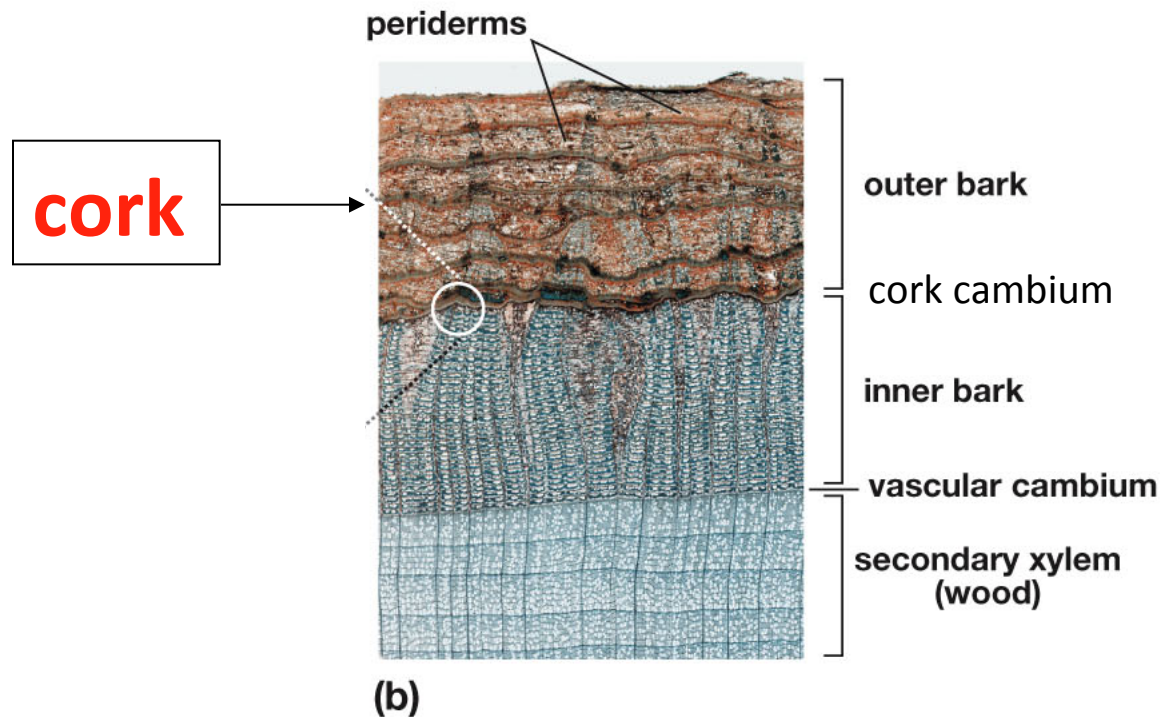 periderms
cork
outer bark
cork cambium
inner bark
vascular cambium
secondary xylem
(wood)
(b)